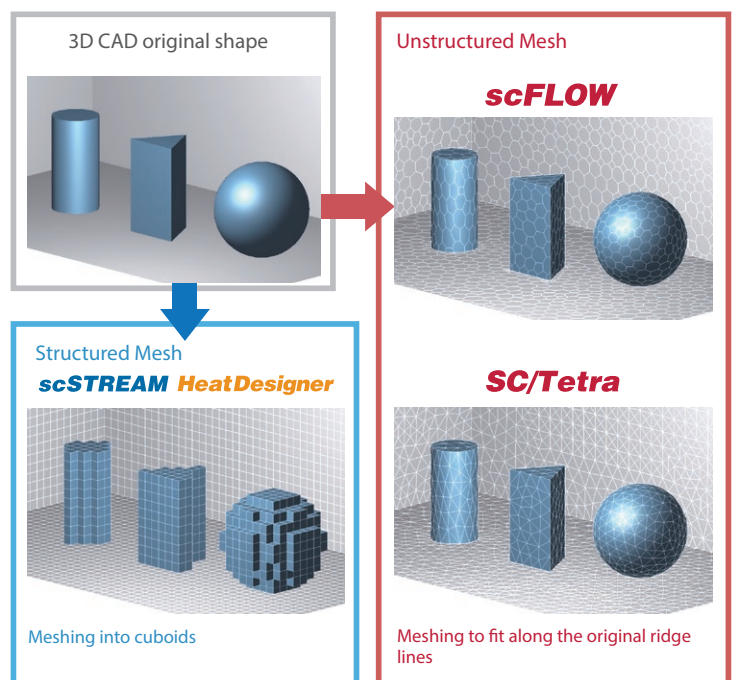 3D CAD original shape
Unstructured Mesh
scFLOW
Structured Mesh
scSTREAM HeatDesigner
SC/Tetra
Meshing into cuboids
Meshing to fit along the original ridge
lines